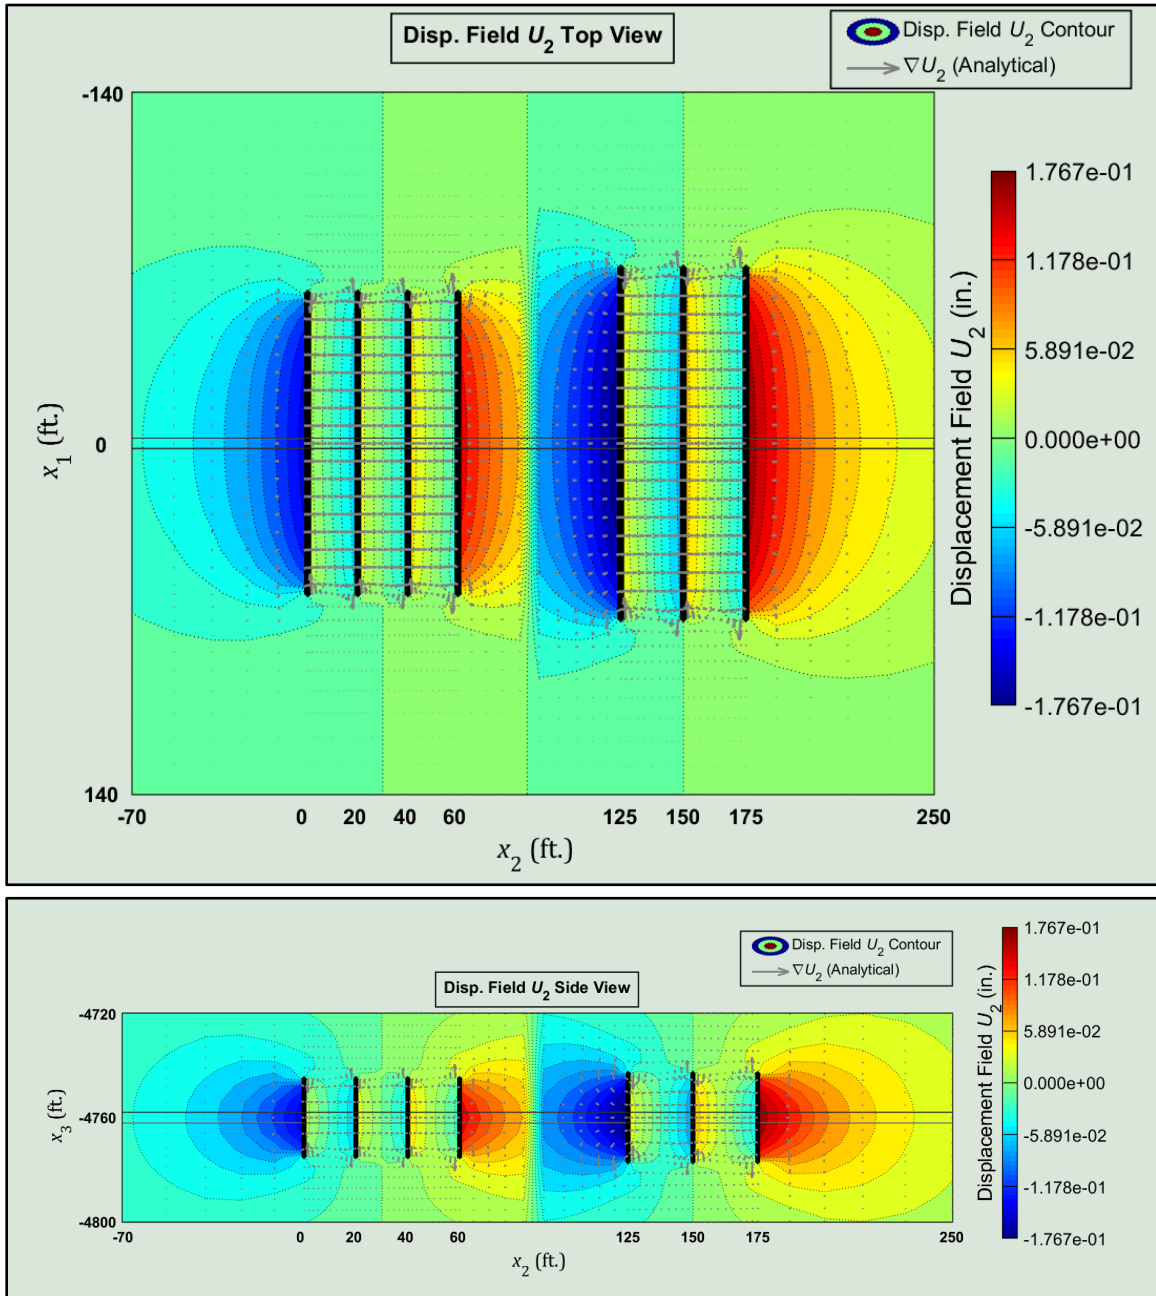 Disp. Field U2 Top View
Disp. Field U2 Contour
∇U2 (Analytical)
-140
0
140
x1 (ft.)
-70 0 20 40 60 125 150 175 250
x2 (ft.)
1.767e-01
1.178e-01
5.891e-02
0.000e+00
-5.891e-02
-1.178e-01
-1.767e-01
Displacement Field U2 (in.)
Disp. Field U2 Side View
Disp. Field U2 Contour
∇U2 (Analytical)
-4720
-4760
-4800
x3 (ft.)
-70 0 20 40 60 125 150 175 250
x2 (ft.)
1.767e-01
1.178e-01
5.891e-02
0.000e+00
-5.891e-02
-1.178e-01
-1.767e-01
Displacement Field U2 (in.)